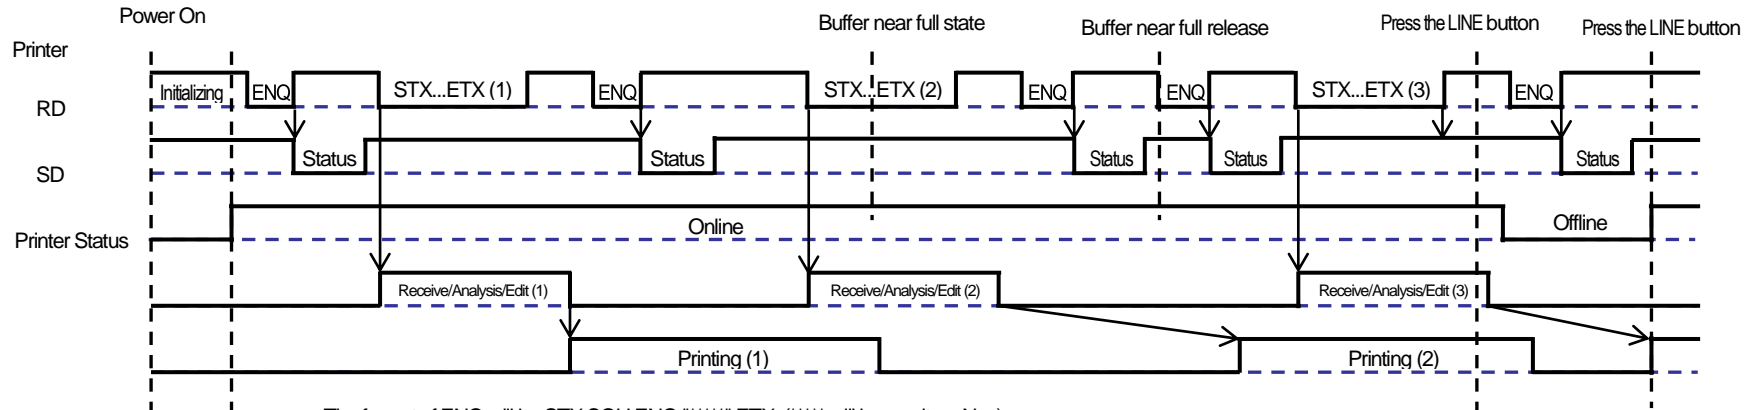 Power On
Buffer near full state
Buffer near full release
Press the LINE button
Press the LINE button
Printer
RD
Initializing
ENQ
STX...ETX (1)
ENQ
STX...ETX (2)
ENQ
ENQ
STX...ETX (3)
ENQ
SD
Status
Status
Status
Status
Status
Printer Status
Online
Offline
Receive/Analysis/Edit (1)
Receive/Analysis/Edit (2)
Receive/Analysis/Edit (3)
Printing (1)
Printing (2)